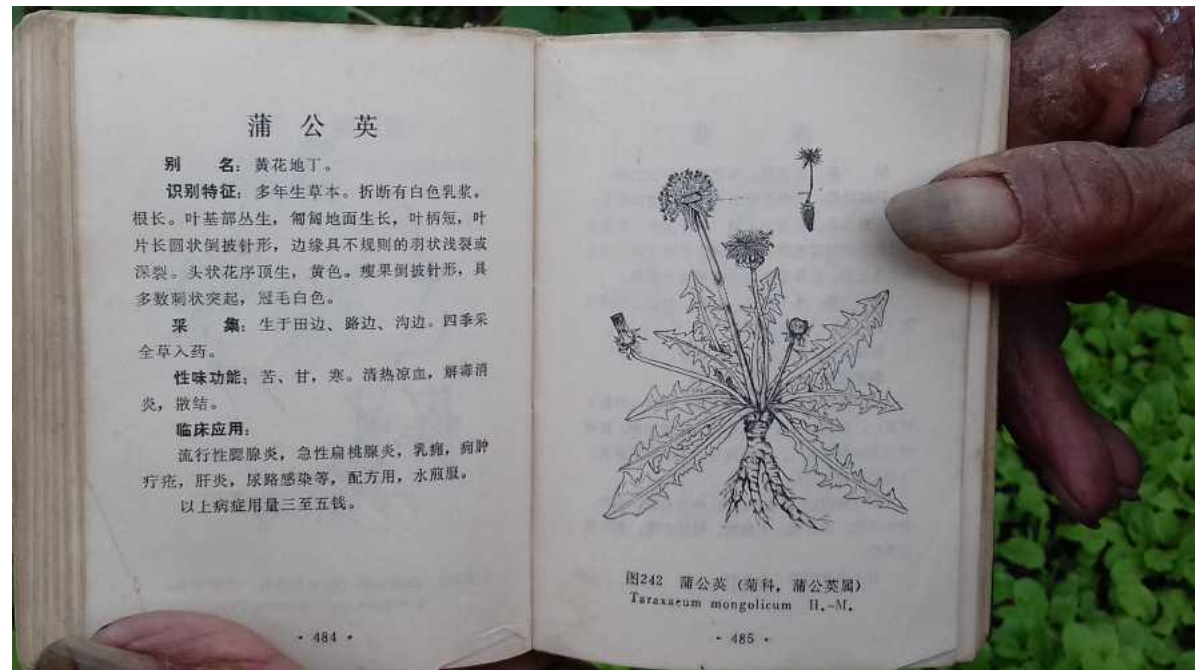 蒲公英
别 名：黄花地丁。
识别特征：多年生草本。折断有白色乳浆。
根长。叶基部丛生，匍匐地面生长，叶柄短，叶
片长圆状倒披针形，边缘具不规则的羽状浅裂或
深裂。头状花序顶生，黄色。瘦果倒披针形，具
多数刺状突起，冠毛白色。
采 集：生于田边、路边、沟边。四季采
全草入药。
性味功能：苦、甘，寒。清热凉血，解毒消
炎，散结。
临床应用：
流行性腮腺炎，急性扁桃腺炎，乳痈，痈肿
疔疮，肝炎，尿路感染等，配方用，水煎服。
以上病症用量三至五钱。
·484·
图242 蒲公英（菊科，蒲公英属）
Taraxacum mongolicum H.-M.
·485·